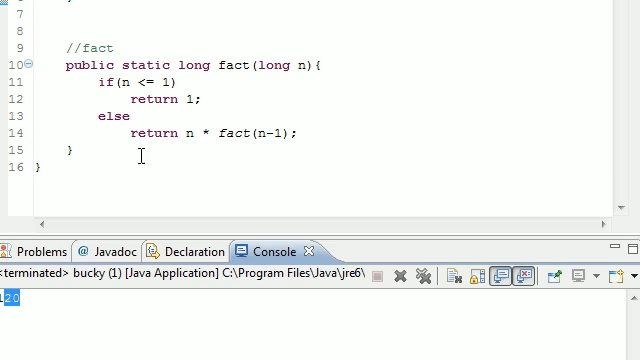 7
8
9 //fact
10 public static long fact(long n){
11 if(n <= 1)
12 return 1;
13 else
14 return n * fact(n-1);
15 }
16 }
Problems @ Javadoc Declaration Console
<terminated> bucky (1) [Java Application] C:\Program Files\Java\jre6\
120